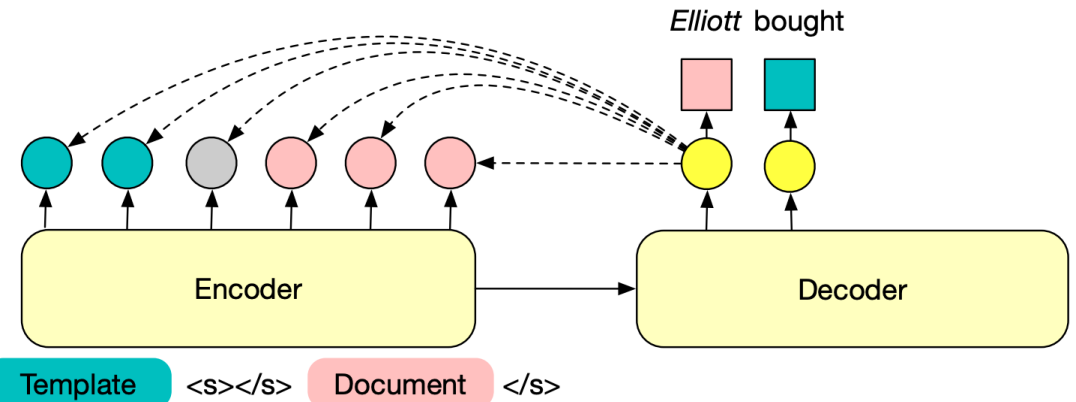 Elliott bought
Encoder
Decoder
Template <s></s> Document </s>